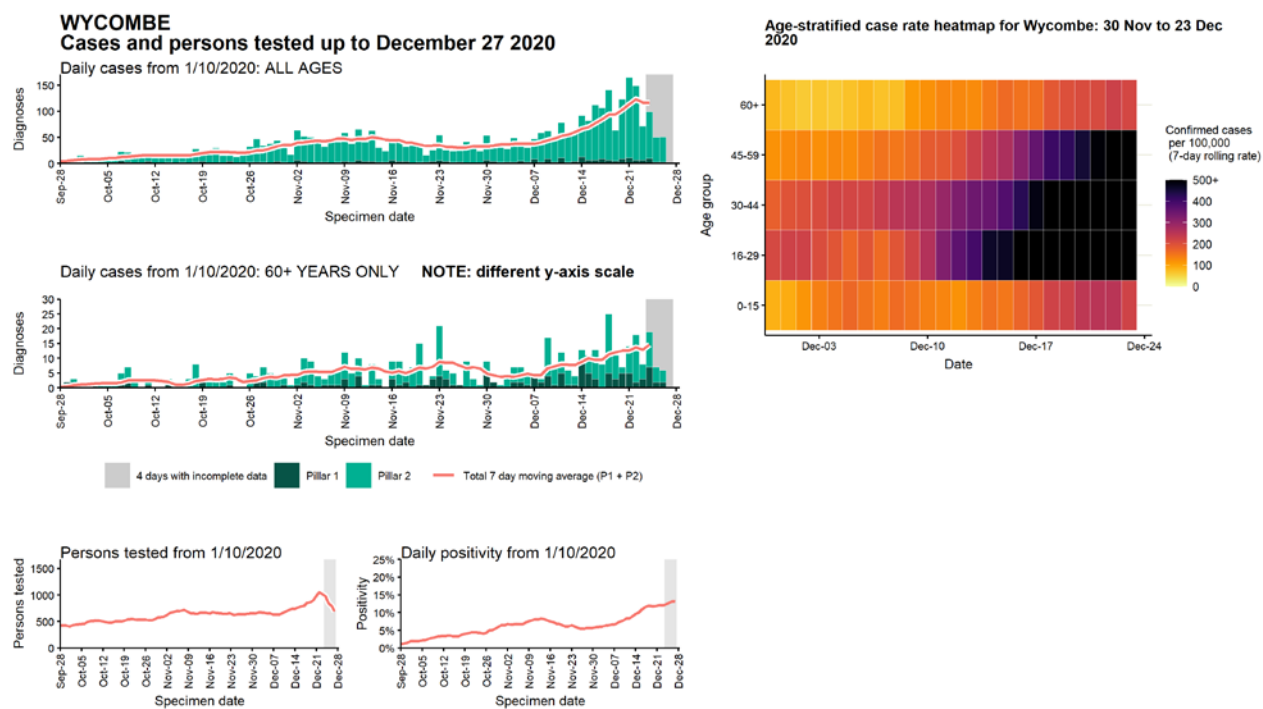 WYCOMBE
Cases and persons tested up to December 27 2020
Daily cases from 1/10/2020: ALL AGES
Diagnoses
150
100
50
0
Sep-28
Oct-05
Oct-12
Oct-19
Oct-26
Nov-02
Nov-09
Nov-16
Nov-23
Nov-30
Dec-07
Dec-14
Dec-21
Dec-28
Specimen date
Daily cases from 1/10/2020: 60+ YEARS ONLY NOTE: different y-axis scale
Diagnoses
30
25
20
15
10
5
0
Sep-28
Oct-05
Oct-12
Oct-19
Oct-26
Nov-02
Nov-09
Nov-16
Nov-23
Nov-30
Dec-07
Dec-14
Dec-21
Dec-28
Specimen date
4 days with incomplete data
Pillar 1
Pillar 2
Total 7 day moving average (P1 + P2)
Persons tested from 1/10/2020
Persons tested
1500
1000
500
0
Sep-28
Oct-05
Oct-12
Oct-19
Oct-26
Nov-02
Nov-09
Nov-16
Nov-23
Nov-30
Dec-07
Dec-14
Dec-21
Dec-28
Specimen date
Daily positivity from 1/10/2020
Positivity
25%
20%
15%
10%
5%
0%
Sep-28
Oct-05
Oct-12
Oct-19
Oct-26
Nov-02
Nov-09
Nov-16
Nov-23
Nov-30
Dec-07
Dec-14
Dec-21
Dec-28
Specimen date
Age-stratified case rate heatmap for Wycombe: 30 Nov to 23 Dec
2020
Age group
60+
45-59
30-44
16-29
0-15
Dec-03
Dec-10
Dec-17
Dec-24
Date
Confirmed cases
per 100,000
(7-day rolling rate)
500+
400
300
200
100
0